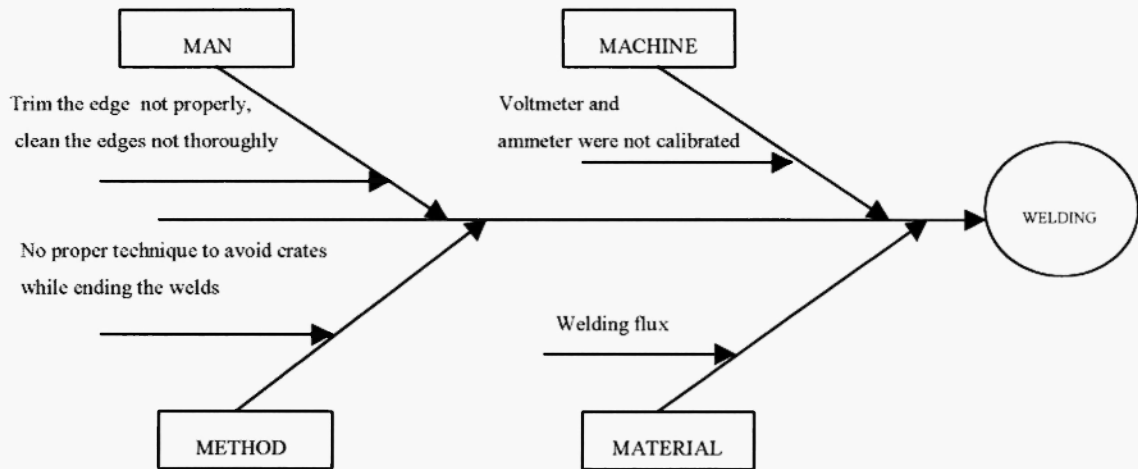 MAN
MACHINE
Trim the edge not properly,
clean the edges not thoroughly
Voltmeter and
ammeter were not calibrated
WELDING
No proper technique to avoid crates
while ending the welds
Welding flux
METHOD
MATERIAL